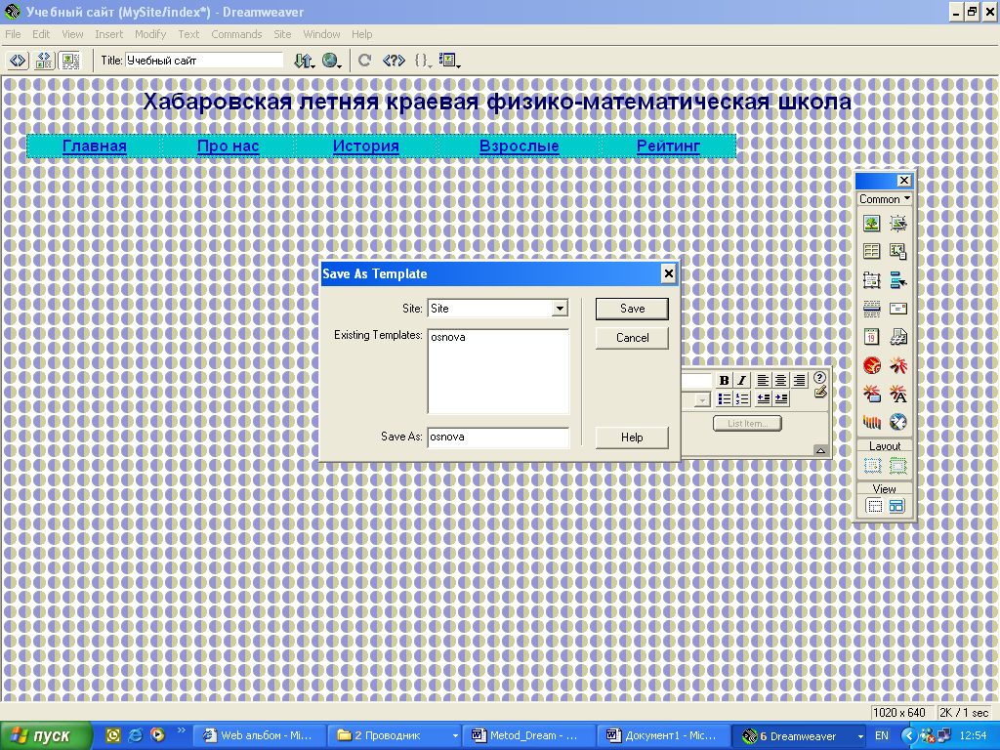 Учебный сайт (MySite/index*) - Dreamweaver
File Edit View Insert Modify Text Commands Site Window Help
Title: Учебный сайт
Хабаровская летняя краевая физико-математическая школа
Главная Про нас История Взрослые Рейтинг
Common
Save As Template
Site: Site
Save
Existing Templates: osnova
Cancel
B I
List Item...
Save As: osnova
Help
Layout
View
1020 x 640 2K / 1 sec
пуск
Web альбом - Mi...
2 Проводник
Metod_Dream - ...
Документ1 - Mic...
6 Dreamweaver
EN
12:54